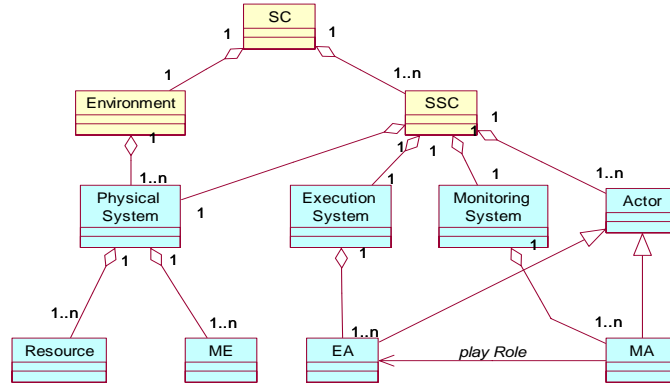 SC
1
1
1
1..n
Environment
SSC
1
1
1
1
1
1
1..n
1
1
1
1..n
Physical
System
Execution
System
Monitoring
System
Actor
1
1
1
1..n
1..n
1..n
1..n
Resource
ME
EA
play Role
MA